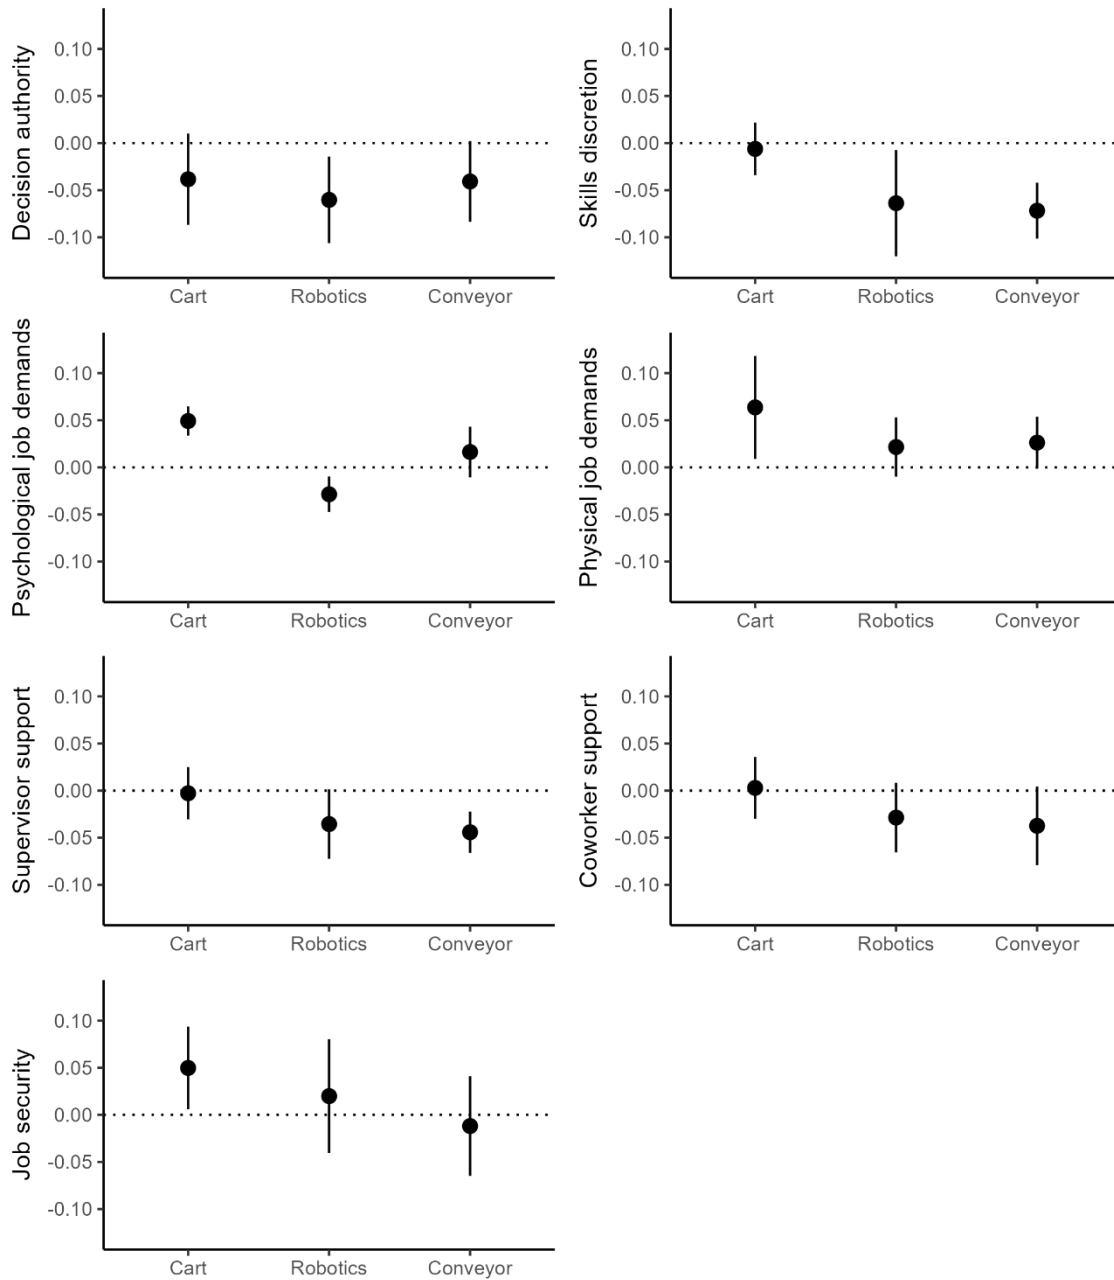 Decision authority
0.10
0.05
0.00
-0.05
-0.10
Cart Robotics Conveyor
Skills discretion
0.10
0.05
0.00
-0.05
-0.10
Cart Robotics Conveyor
Psychological job demands
0.10
0.05
0.00
-0.05
-0.10
Cart Robotics Conveyor
Physical job demands
0.10
0.05
0.00
-0.05
-0.10
Cart Robotics Conveyor
Supervisor support
0.10
0.05
0.00
-0.05
-0.10
Cart Robotics Conveyor
Coworker support
0.10
0.05
0.00
-0.05
-0.10
Cart Robotics Conveyor
Job security
0.10
0.05
0.00
-0.05
-0.10
Cart Robotics Conveyor